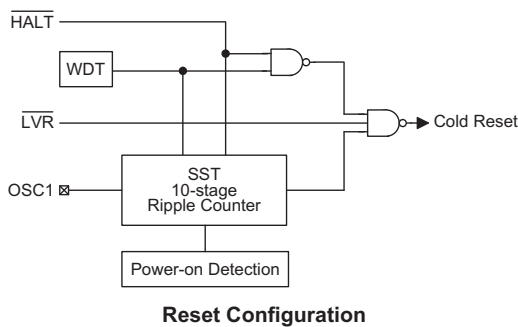 HALT
WDT
LVR
Cold Reset
SST
10-stage
Ripple Counter
OSC1
Power-on Detection
Reset Configuration